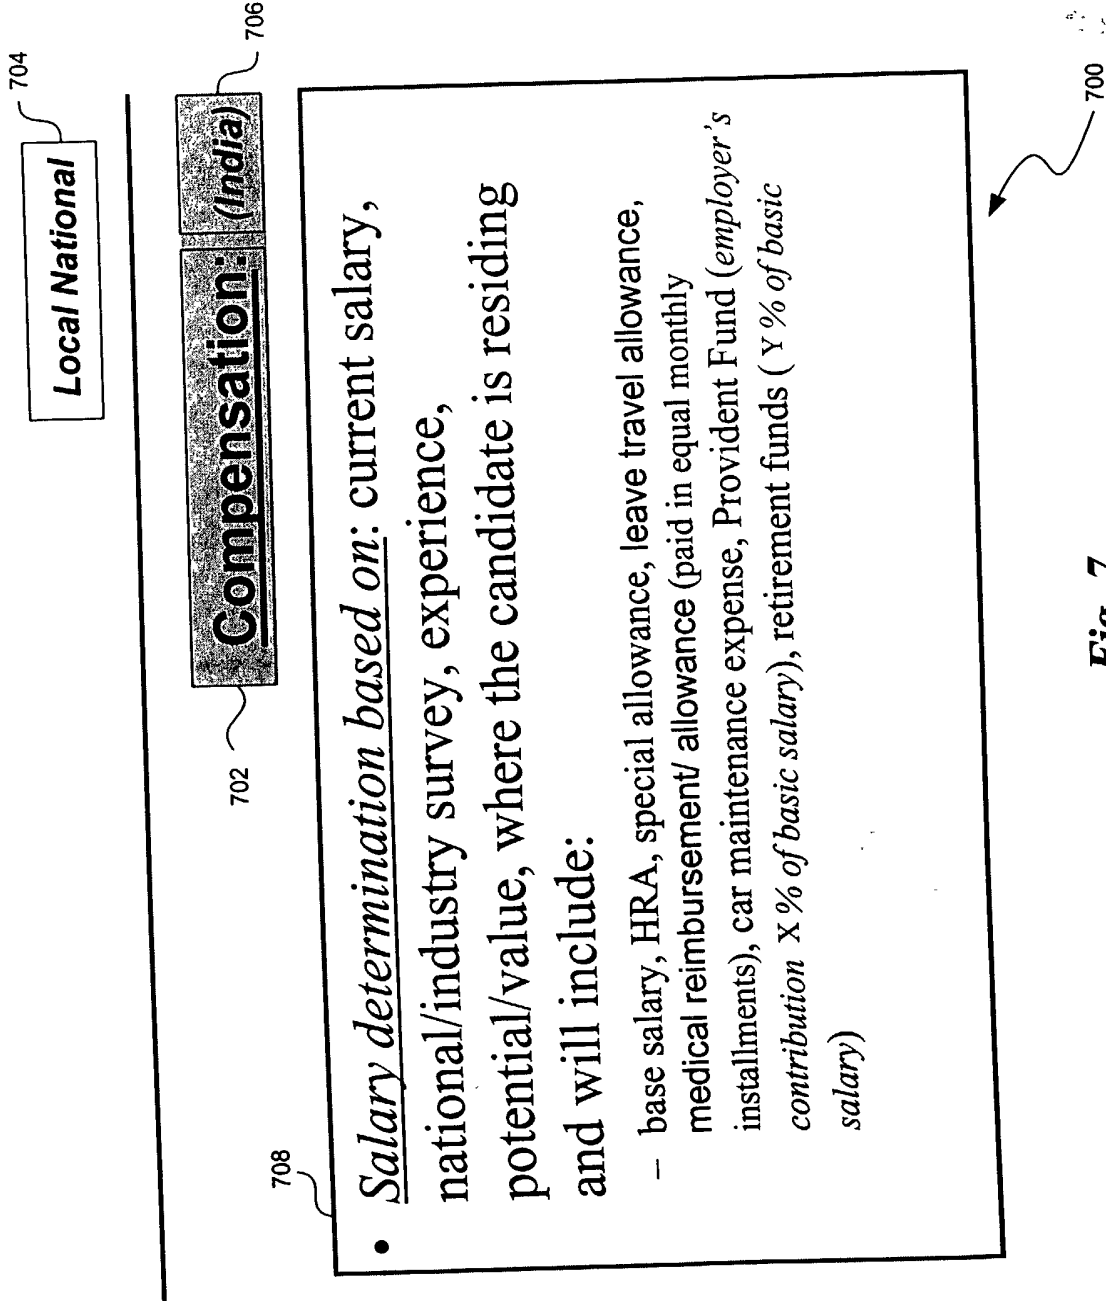 704
Local National
702
Compensation: (India)
706
708
• Salary determination based on: current salary,
national/industry survey, experience,
potential/value, where the candidate is residing
and will include:
– base salary, HRA, special allowance, leave travel allowance,
medical reimbursement/ allowance (paid in equal monthly
installments), car maintenance expense, Provident Fund (employer's
contribution X % of basic salary), retirement funds ( Y % of basic
salary)
700
Fig. 7